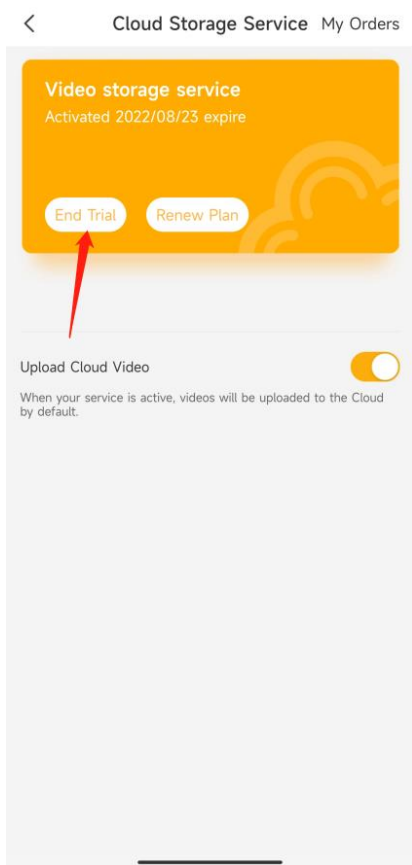 Cloud Storage Service My Orders
Video storage service
Activated 2022/08/23 expire
End Trial Renew Plan
Upload Cloud Video
When your service is active, videos will be uploaded to the Cloud
by default.